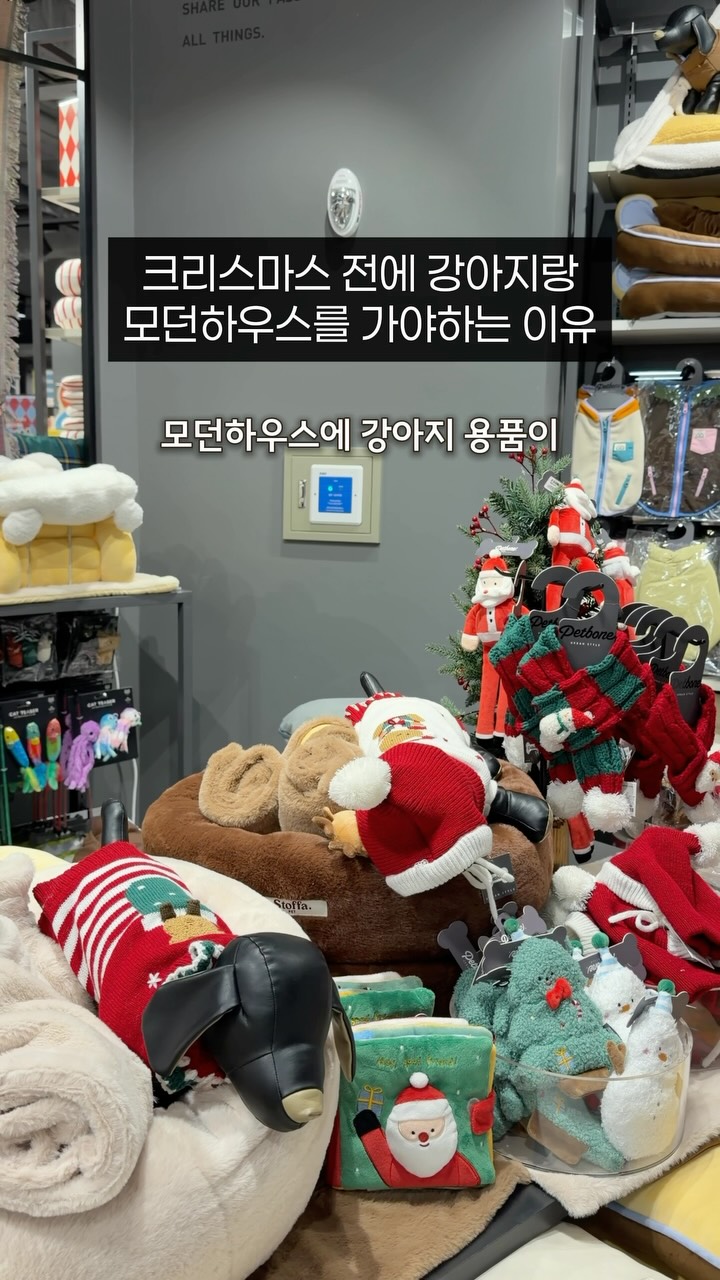 SHARE OUR
ALL THINGS.
크리스마스 전에 강아지랑
모던하우스를 가야하는 이유
모던하우스에 강아지 용품이
Petbone
CAT TEASER
CAT TEASER
Stoffa.